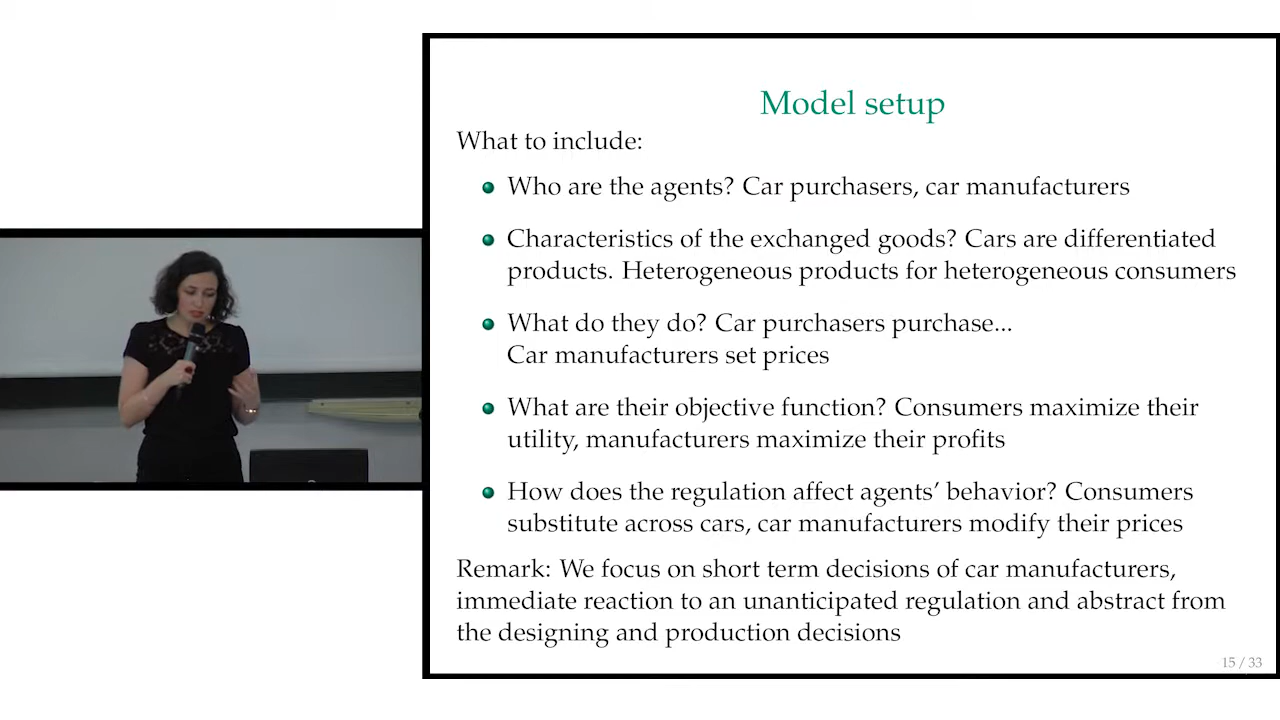 Model setup
What to include:
Who are the agents? Car purchasers, car manufacturers
Characteristics of the exchanged goods? Cars are differentiated
products. Heterogeneous products for heterogeneous consumers
What do they do? Car purchasers purchase...
Car manufacturers set prices
What are their objective function? Consumers maximize their
utility, manufacturers maximize their profits
How does the regulation affect agents' behavior? Consumers
substitute across cars, car manufacturers modify their prices
Remark: We focus on short term decisions of car manufacturers,
immediate reaction to an unanticipated regulation and abstract from
the designing and production decisions
15 / 33